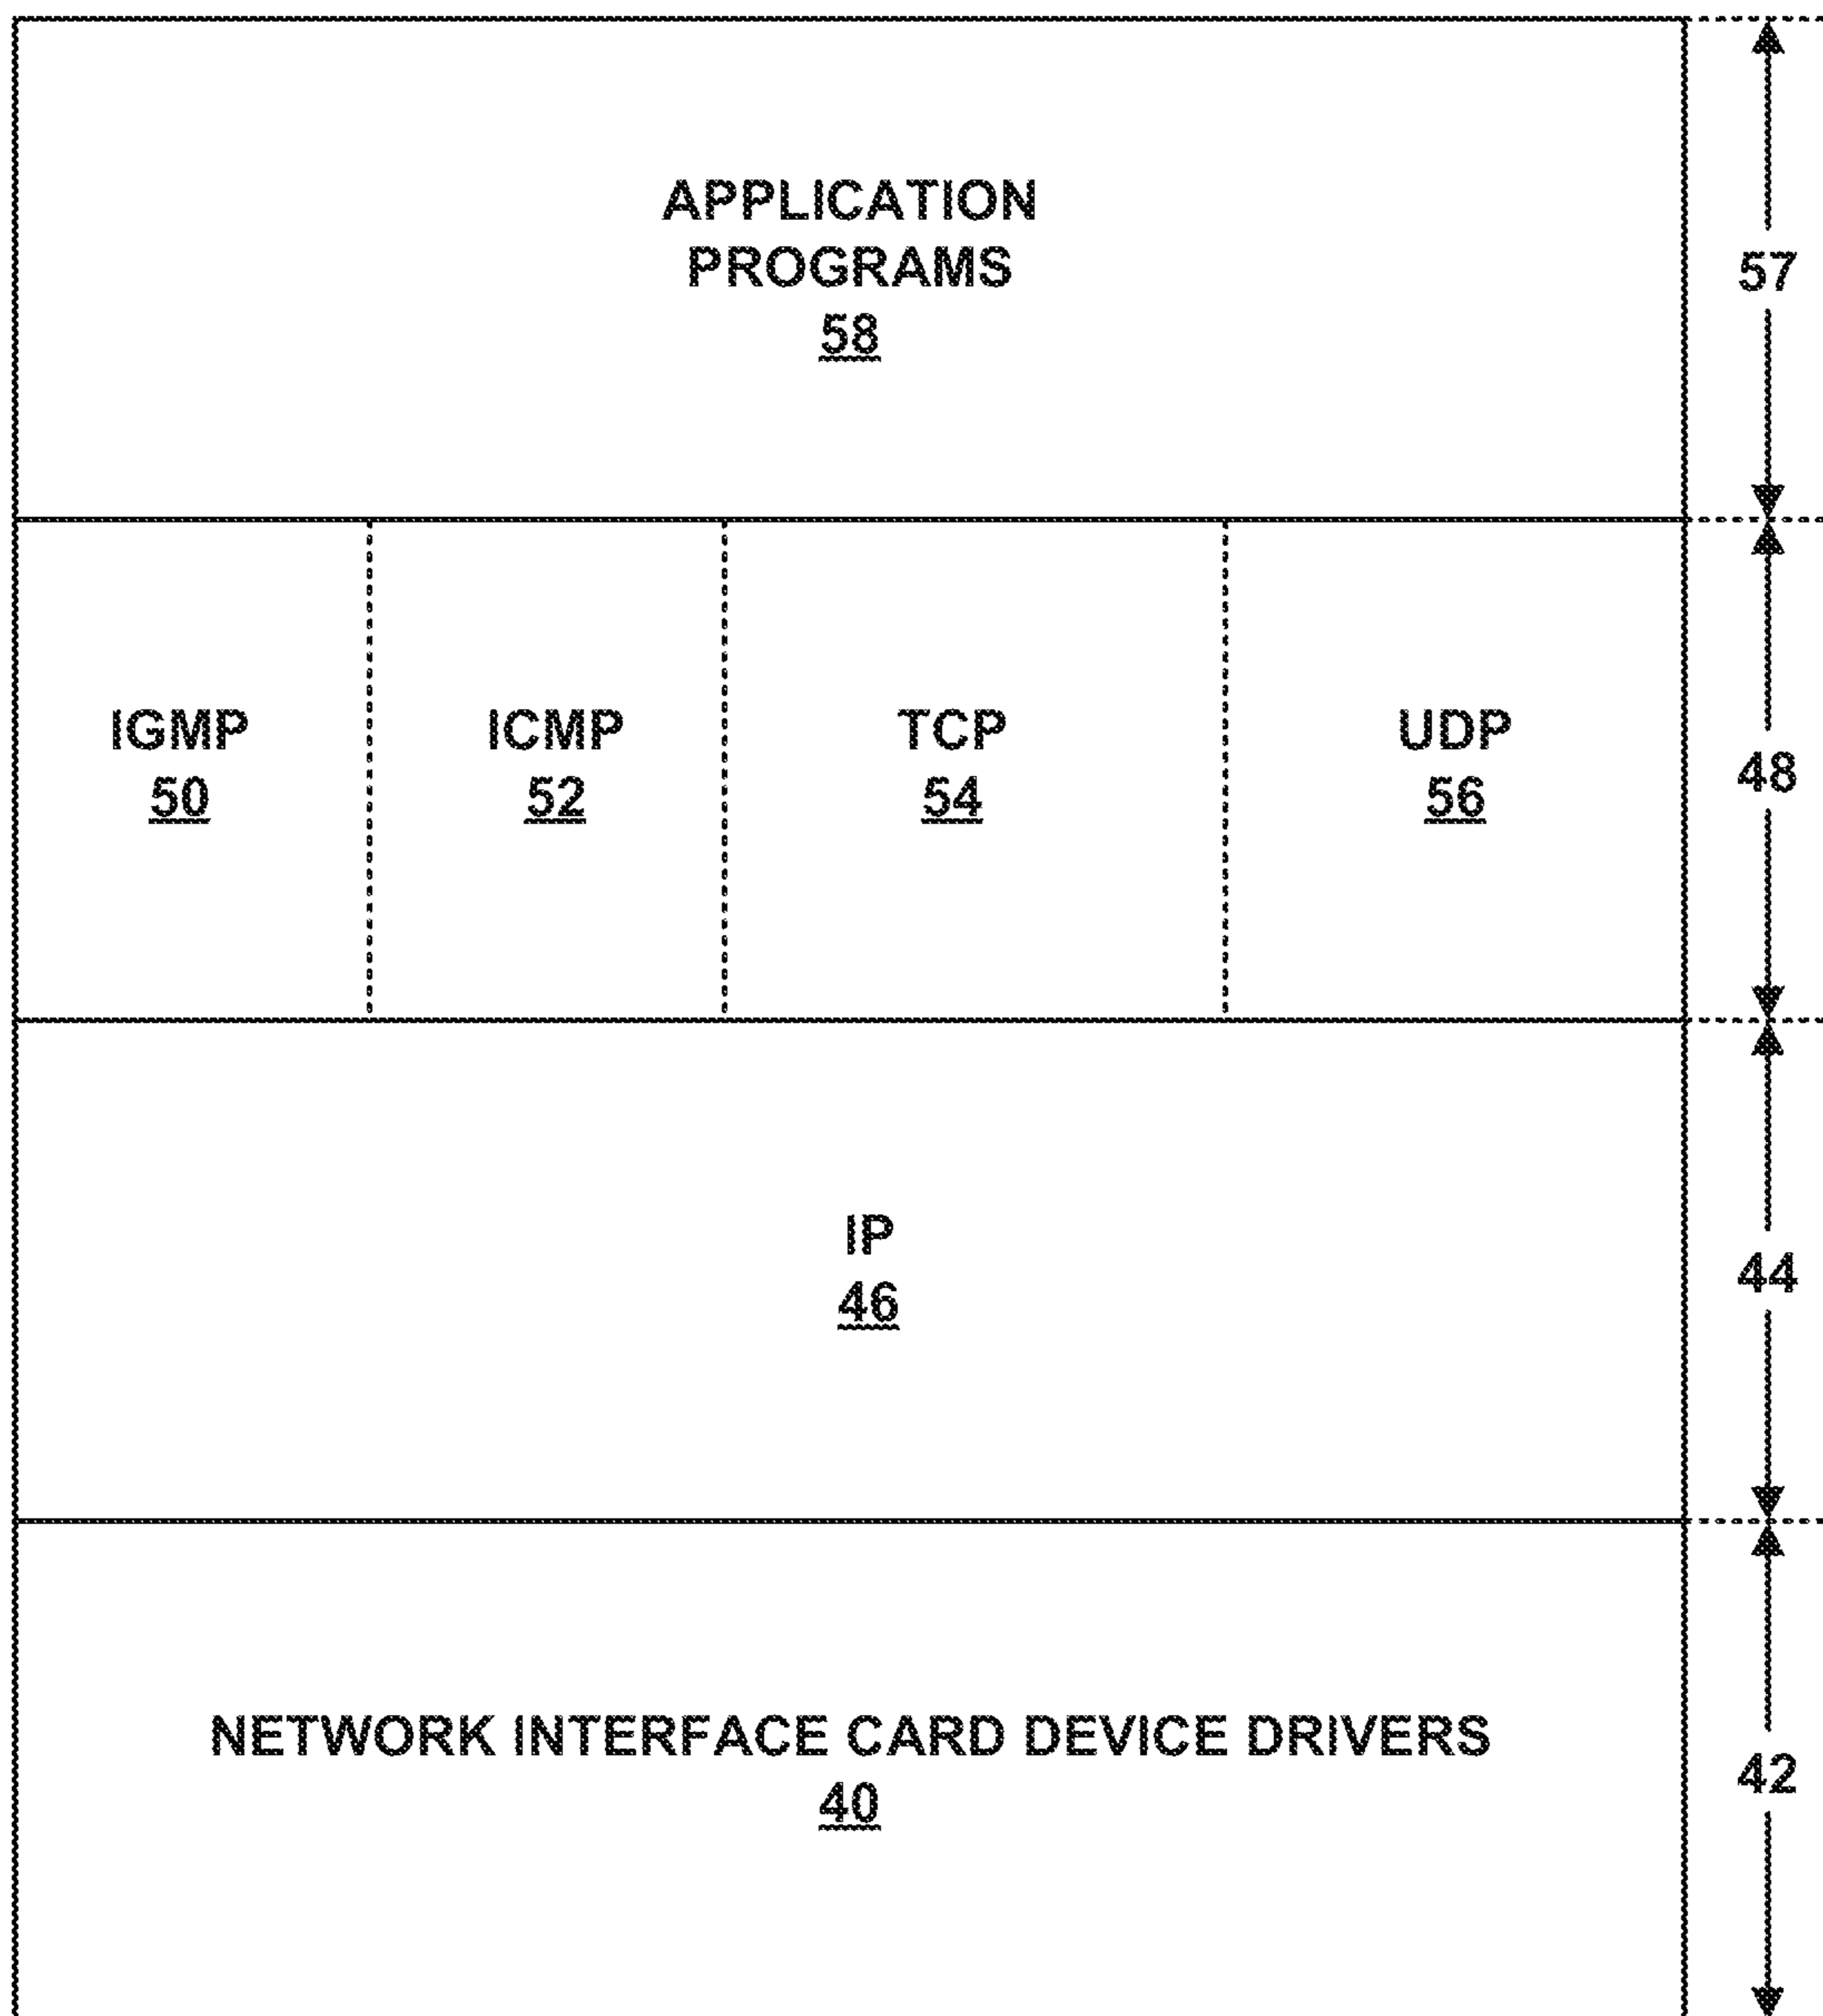 APPLICATION
PROGRAMS
58
57
IGMP
50
ICMP
52
TCP
54
UDP
56
48
IP
46
44
NETWORK INTERFACE CARD DEVICE DRIVERS
40
42